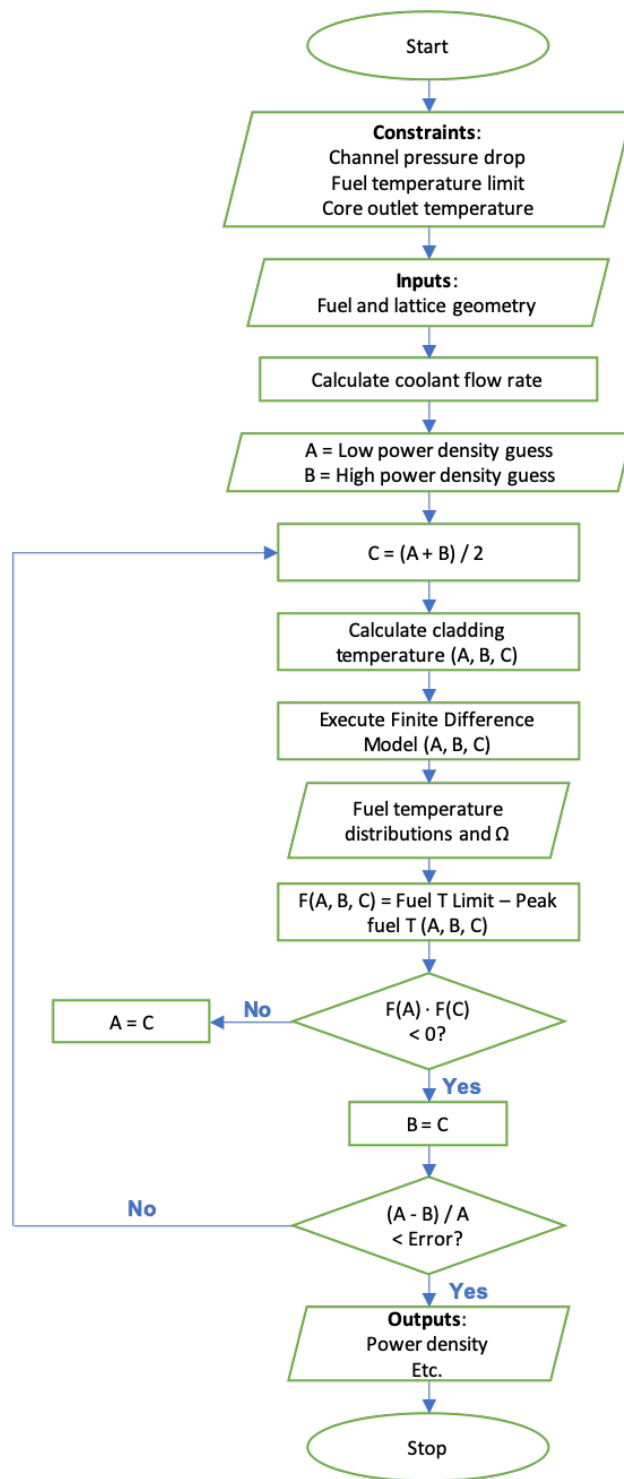 Start
Constraints:
Channel pressure drop
Fuel temperature limit
Core outlet temperature
Inputs:
Fuel and lattice geometry
Calculate coolant flow rate
A = Low power density guess
B = High power density guess
C = (A + B) / 2
Calculate cladding
temperature (A, B, C)
Execute Finite Difference
Model (A, B, C)
Fuel temperature
distributions and Ω
F(A, B, C) = Fuel T Limit – Peak
fuel T (A, B, C)
F(A) · F(C)
< 0?
No
A = C
Yes
B = C
(A - B) / A
< Error?
No
Yes
Outputs:
Power density
Etc.
Stop